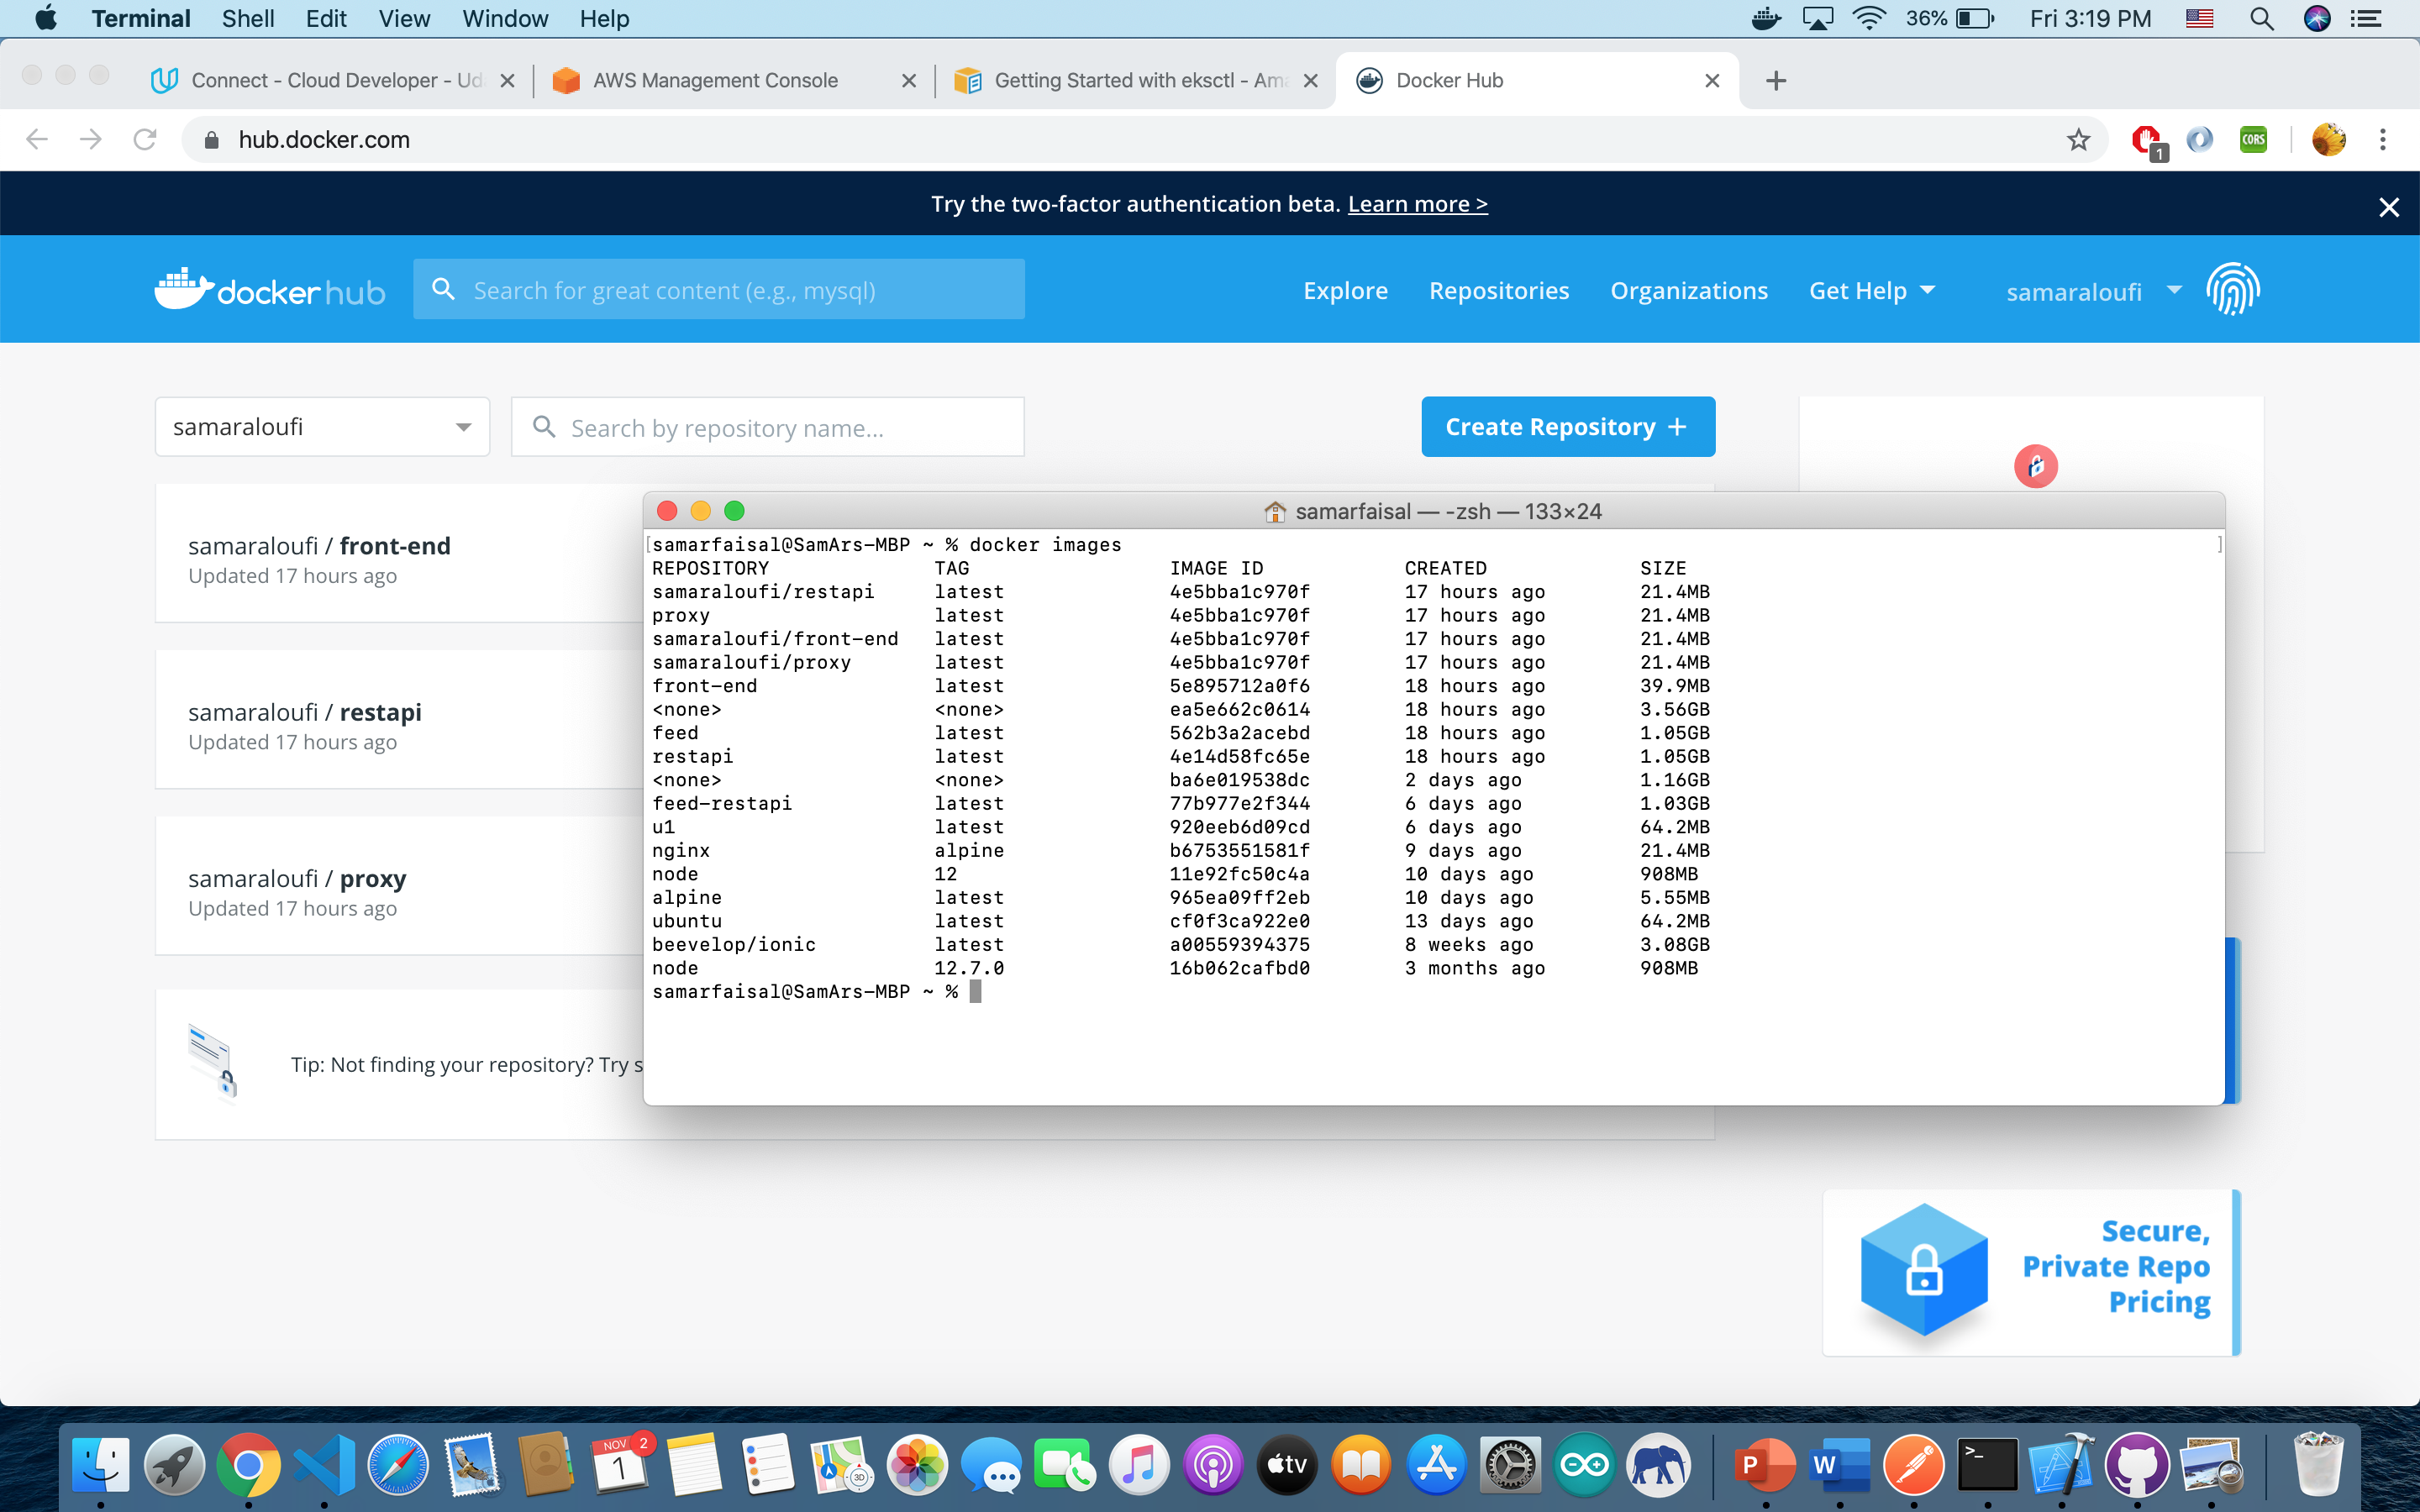 Terminal Shell Edit View Window Help 36% Fri 3:19 PM
Connect - Cloud Developer - Ud AWS Management Console Getting Started with eksctl - Ama Docker Hub
hub.docker.com
CORS
1
Try the two-factor authentication beta. Learn more >
docker hub Search for great content (e.g., mysql) Explore Repositories Organizations Get Help samaraloufi
samaraloufi Search by repository name... Create Repository +
samaraloufi / front-end
Updated 17 hours ago
samaraloufi / restapi
Updated 17 hours ago
samaraloufi / proxy
Updated 17 hours ago
Tip: Not finding your repository? Try s
samarfaisal — -zsh — 133×24
[samarfaisal@SamArs-MBP ~ % docker images ]
REPOSITORY TAG IMAGE ID CREATED SIZE
samaraloufi/restapi latest 4e5bba1c970f 17 hours ago 21.4MB
proxy latest 4e5bba1c970f 17 hours ago 21.4MB
samaraloufi/front-end latest 4e5bba1c970f 17 hours ago 21.4MB
samaraloufi/proxy latest 4e5bba1c970f 17 hours ago 21.4MB
front-end latest 5e895712a0f6 18 hours ago 39.9MB
<none> <none> ea5e662c0614 18 hours ago 3.56GB
feed latest 562b3a2acebd 18 hours ago 1.05GB
restapi latest 4e14d58fc65e 18 hours ago 1.05GB
<none> <none> ba6e019538dc 2 days ago 1.16GB
feed-restapi latest 77b977e2f344 6 days ago 1.03GB
u1 latest 920eeb6d09cd 6 days ago 64.2MB
nginx alpine b6753551581f 9 days ago 21.4MB
node 12 11e92fc50c4a 10 days ago 908MB
alpine latest 965ea09ff2eb 10 days ago 5.55MB
ubuntu latest cf0f3ca922e0 13 days ago 64.2MB
beevelop/ionic latest a00559394375 8 weeks ago 3.08GB
node 12.7.0 16b062cafbd0 3 months ago 908MB
samarfaisal@SamArs-MBP ~ %
Secure,
Private Repo
Pricing
NOV 2
1
3D
tv
P
W
>_